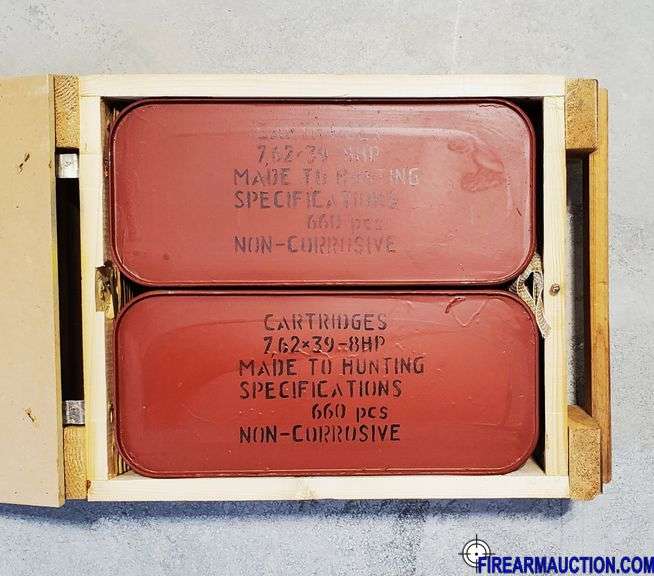 7.62×39-8HP
MADE TO HUNTING
SPECIFICATIONS
660 pcs
NON-CORROSIVE
CARTRIDGES
7.62×39-8HP
MADE TO HUNTING
SPECIFICATIONS
660 pcs
NON-CORROSIVE
FIREARMAUCTION.COM